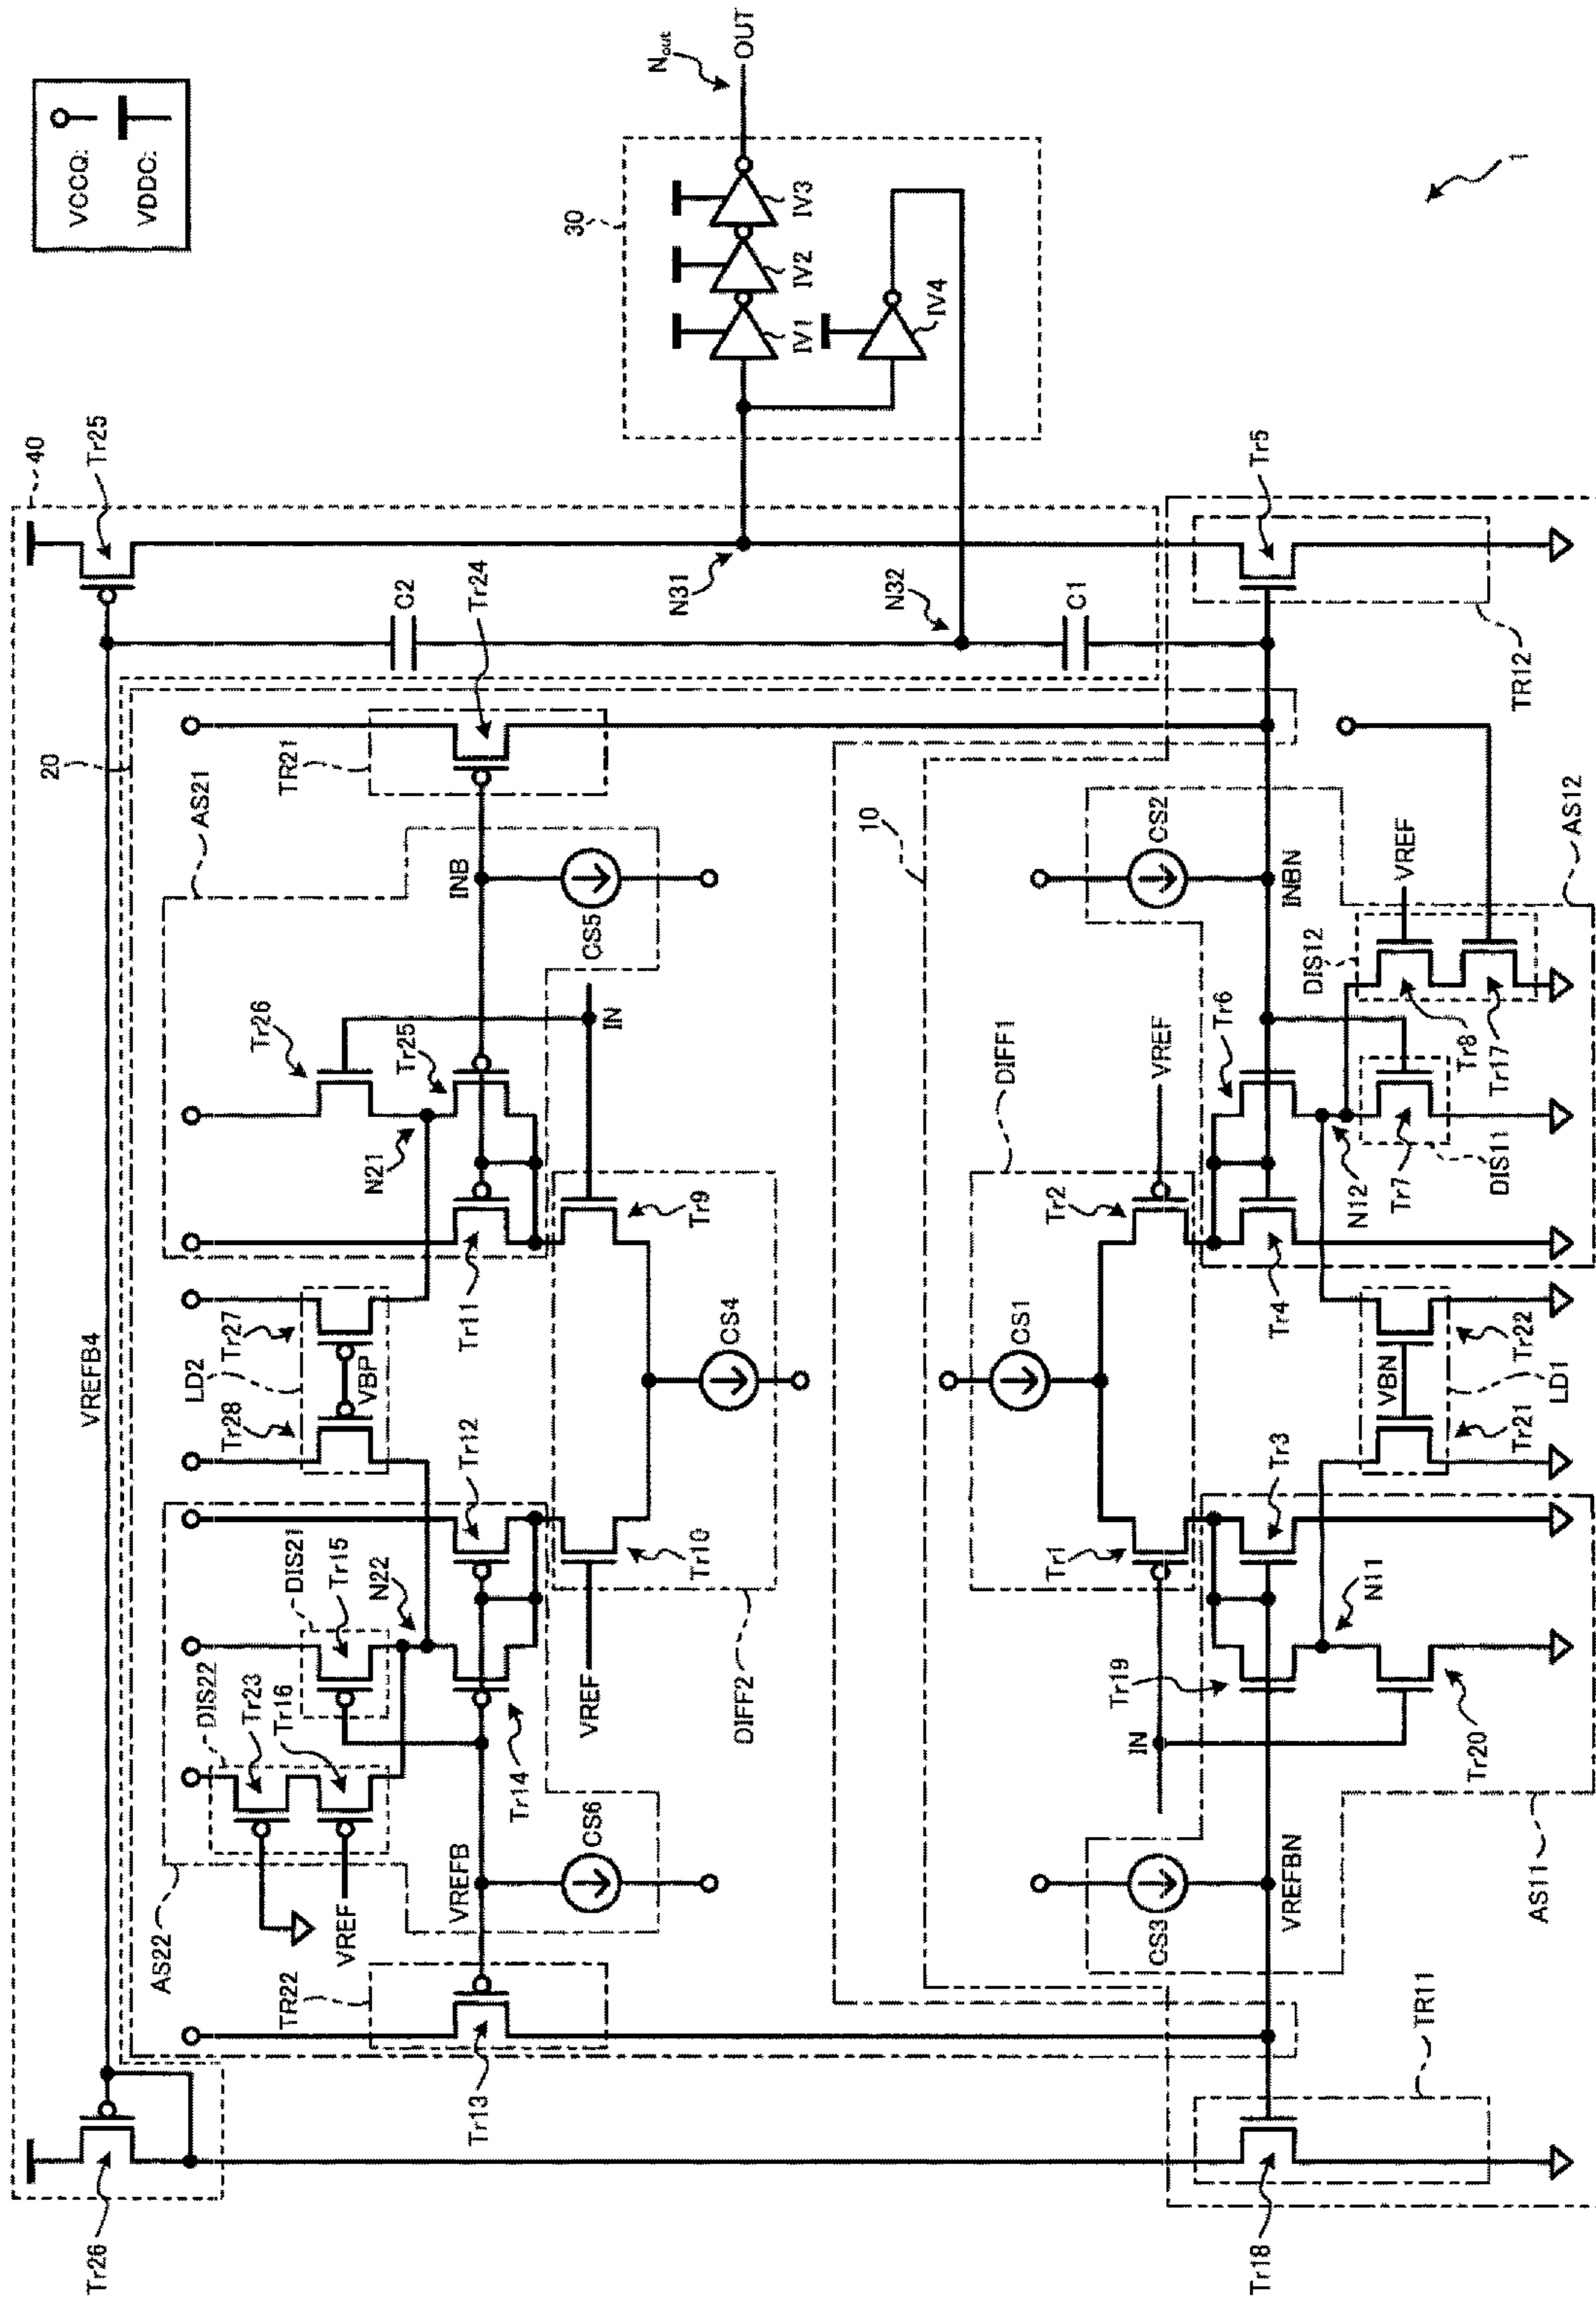 VCCQ:
VDDC:
40
Tr25
Tr26
VREFB4
20
AS21
AS22
C2
Tr24
TR21
INB
CS5
Tr26
Tr25
N21
IN
Tr11
Tr9
LD2
Tr27
Tr28
VBP
CS4
Tr12
Tr10
DIS21
Tr15
N22
DIS22
Tr23
Tr16
VREF
Tr14
VREF
DIFF2
VREFB
CS6
TR22
Tr13
N31
N32
C1
30
IV1
IV2
IV3
IV4
Nout
OUT
1
10
CS2
INBN
DIFF1
VREF
Tr2
CS1
Tr1
IN
CS3
VREFBN
Tr6
Tr4
Tr3
Tr19
N11
Tr20
AS11
N12
Tr7
DIS11
DIS12
Tr8
Tr17
VREF
AS12
VBN
Tr22
Tr21
LD1
Tr5
TR12
TR11
Tr18